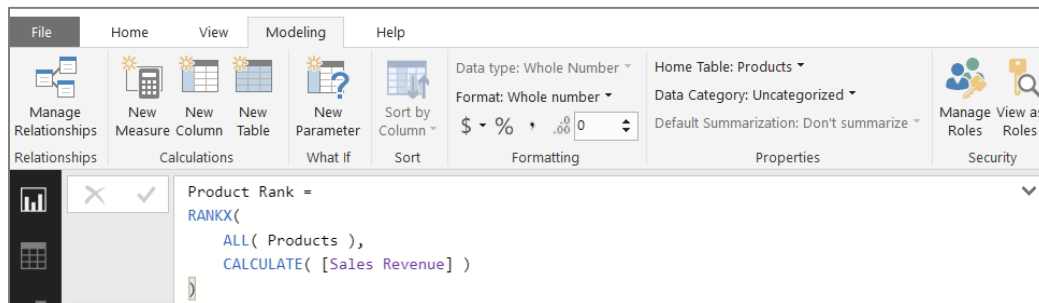 File Home View Modeling Help
Data type: Whole Number Home Table: Products
Format: Whole number Data Category: Uncategorized
Manage Relationships New Measure New Column New Table New Parameter Sort by Column $ % , .00 0 Default Summarization: Don't summarize Manage Roles View as Roles
Relationships Calculations What If Sort Formatting Properties Security
Product Rank =
RANKX(
ALL( Products ),
CALCULATE( [Sales Revenue] )
)